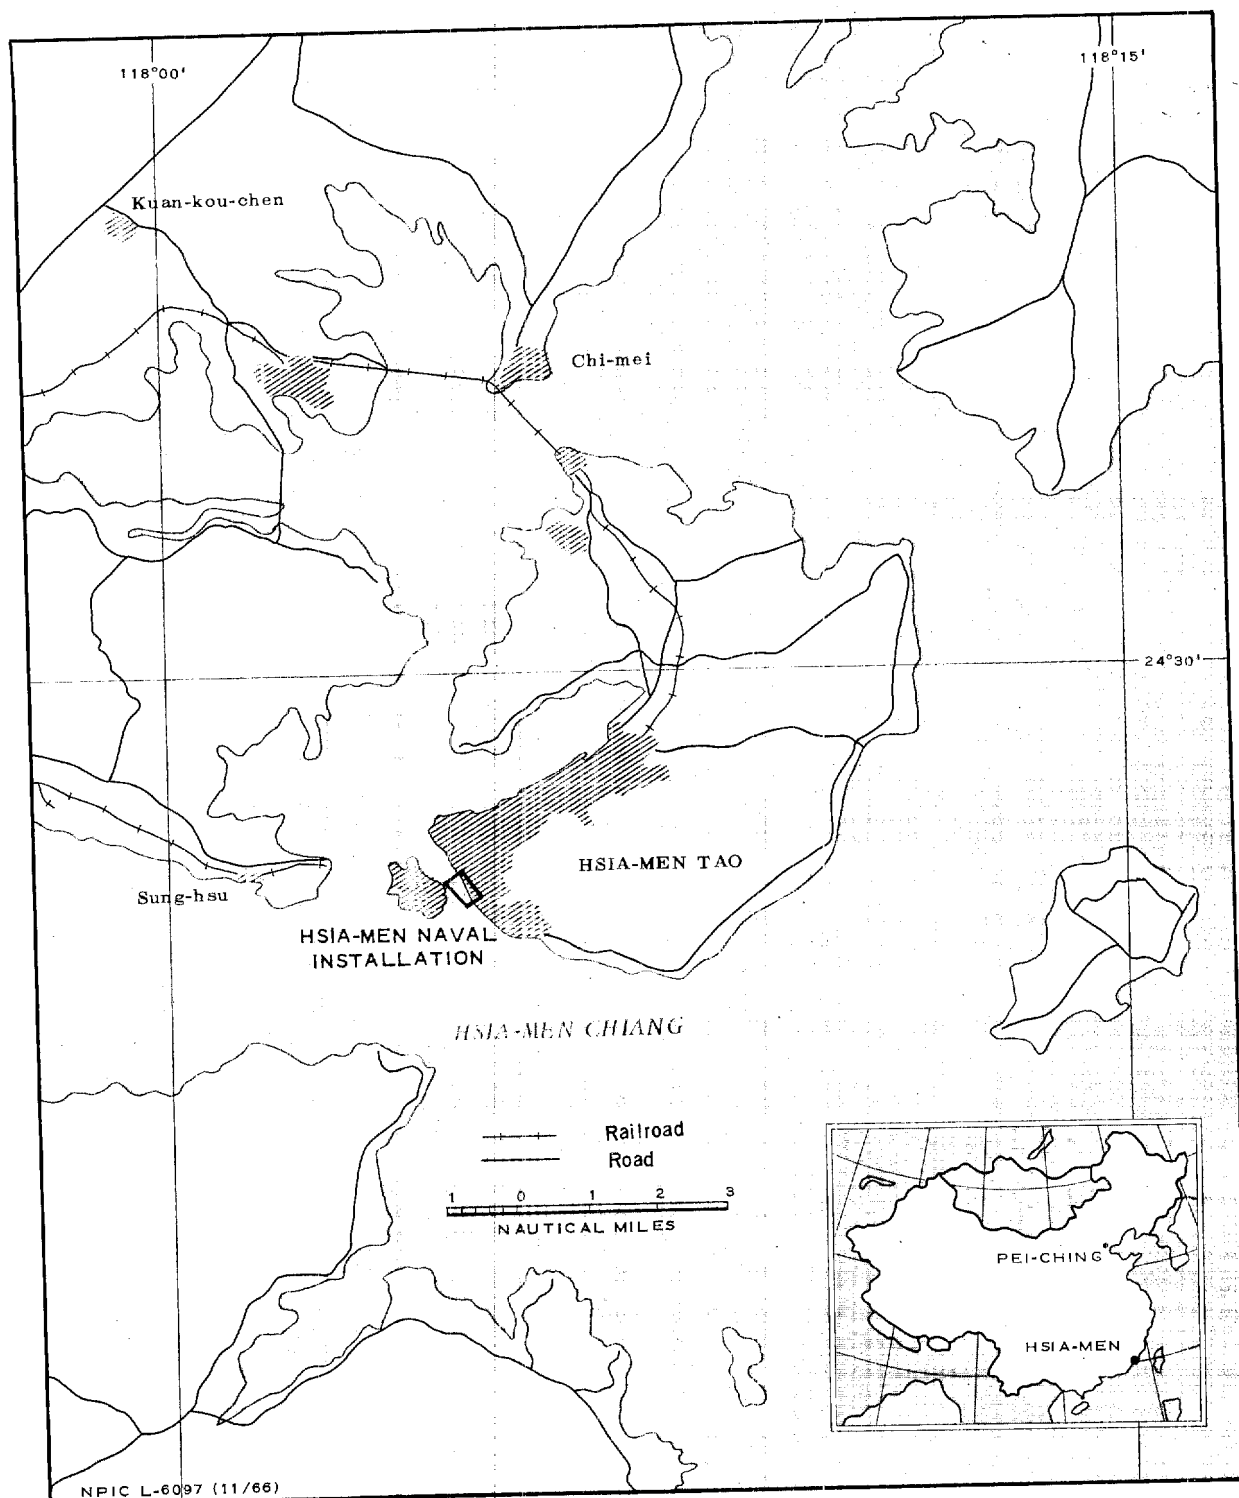 118°00'
118°15'
Kuan-kou-chen
Chi-mei
24°30'
HSIA-MEN TAO
Sung-hsu
HSIA-MEN NAVAL
INSTALLATION
HSIA-MEN CHIANG
Railroad
Road
1 0 1 2 3
NAUTICAL MILES
PEI-CHING
HSIA-MEN
NPIC L-6097 (11/66)